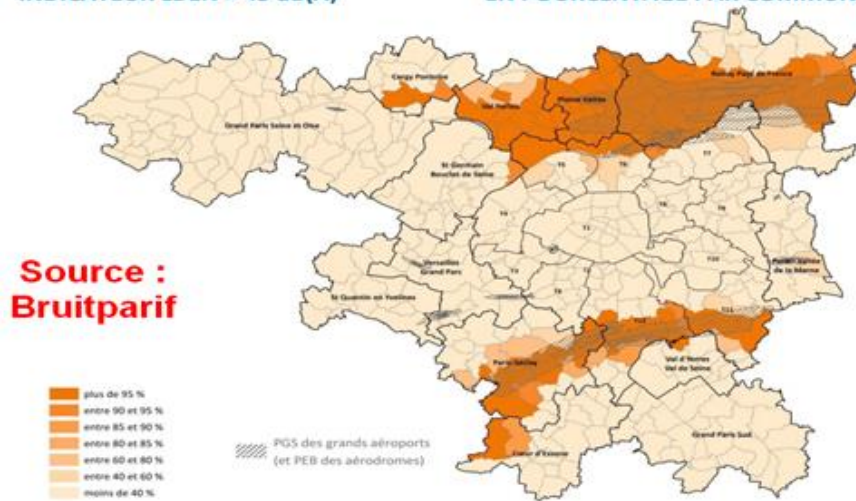 Cergy Pontoise
Roissy Pays de France
Val Parisis
Plaine Vallée
Grand Paris Seine et Oise
St Germain
Boucles de Seine
T5
T6
T7
T4
T8
T9
T1
Versailles
Grand Parc
T3
T2
T10
Paris - Vallée
de la Marne
St Quentin en Yvelines
Source :
Bruitparif
T12
T11
Paris-Saclay
Val d'Yerres
Val de Seine
Grand Paris Sud
Cœur d'Essonne
plus de 95 %
entre 90 et 95 %
entre 85 et 90 %
entre 80 et 85 %
entre 60 et 80 %
entre 40 et 60 %
moins de 40 %
PGS des grands aéroports
(et PEB des aérodromes)